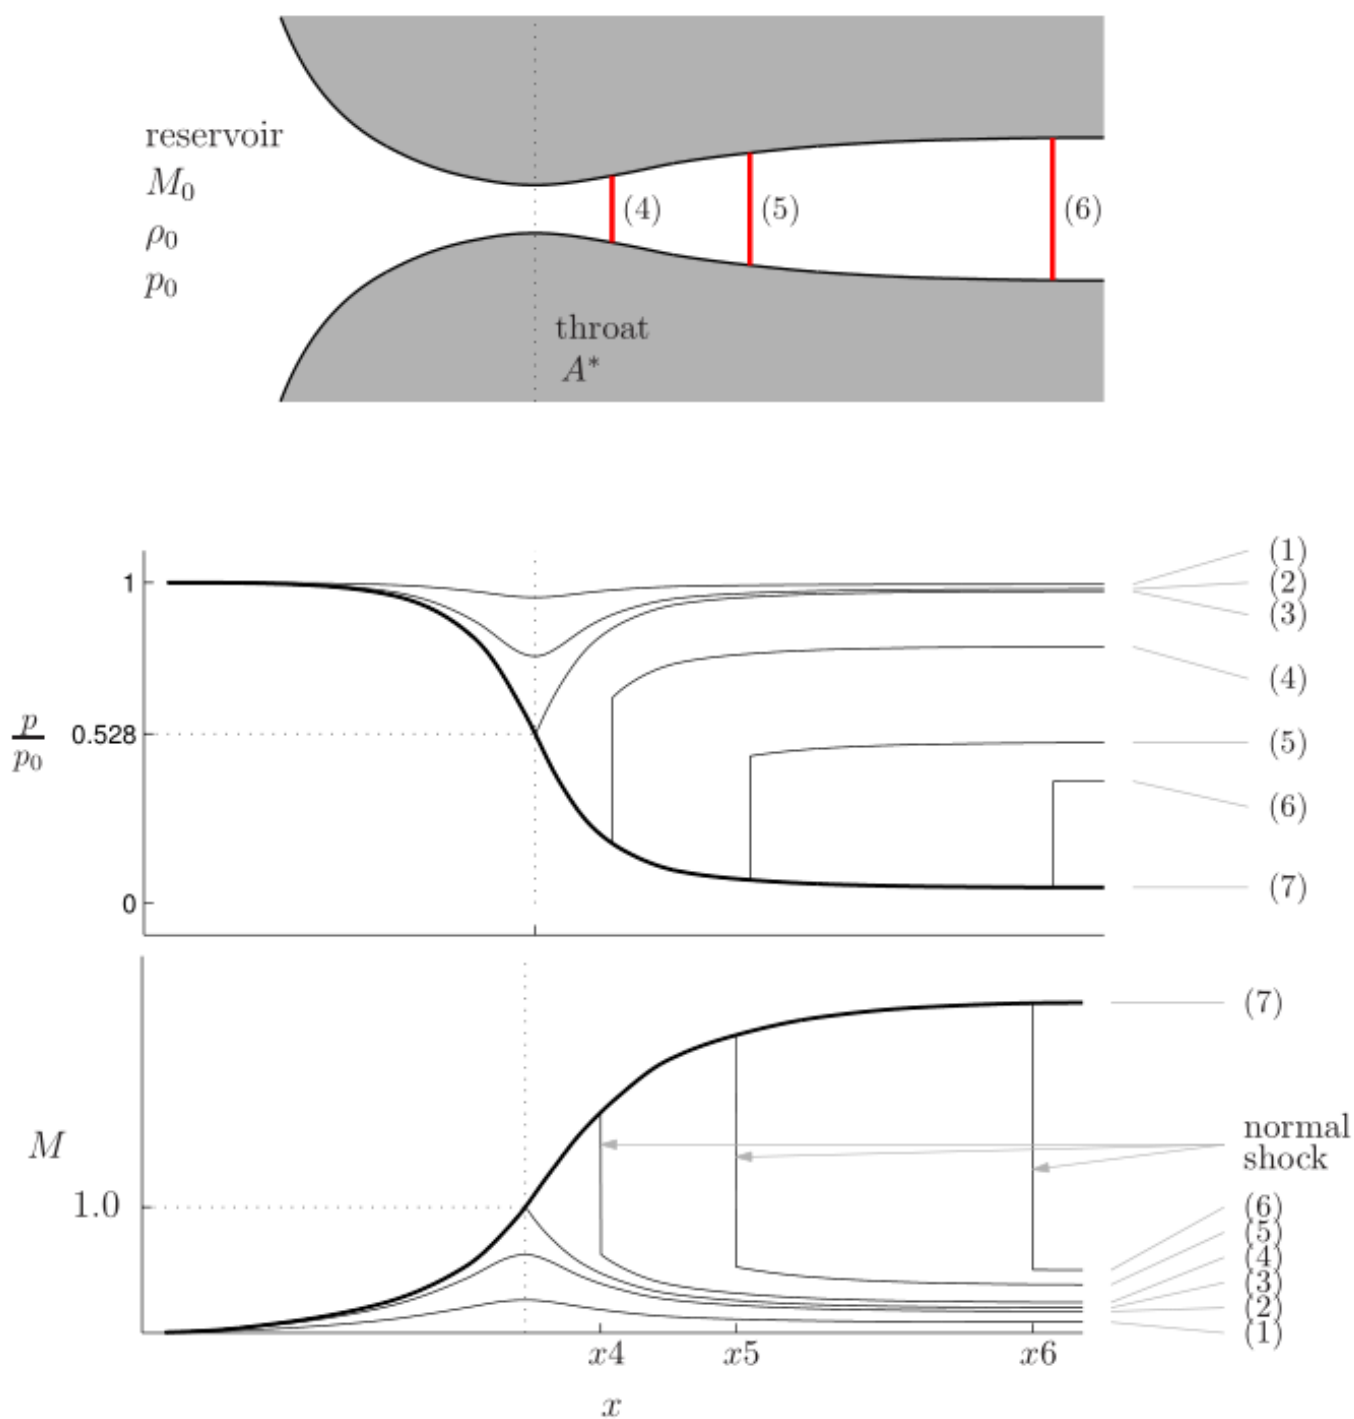 reservoir
M₀
ρ₀
p₀
(4)
(5)
(6)
throat
A*
p
p₀
1
0.528
0
(1)
(2)
(3)
(4)
(5)
(6)
(7)
M
1.0
(7)
normal
shock
(6)
(5)
(4)
(3)
(2)
(1)
x4
x5
x6
x